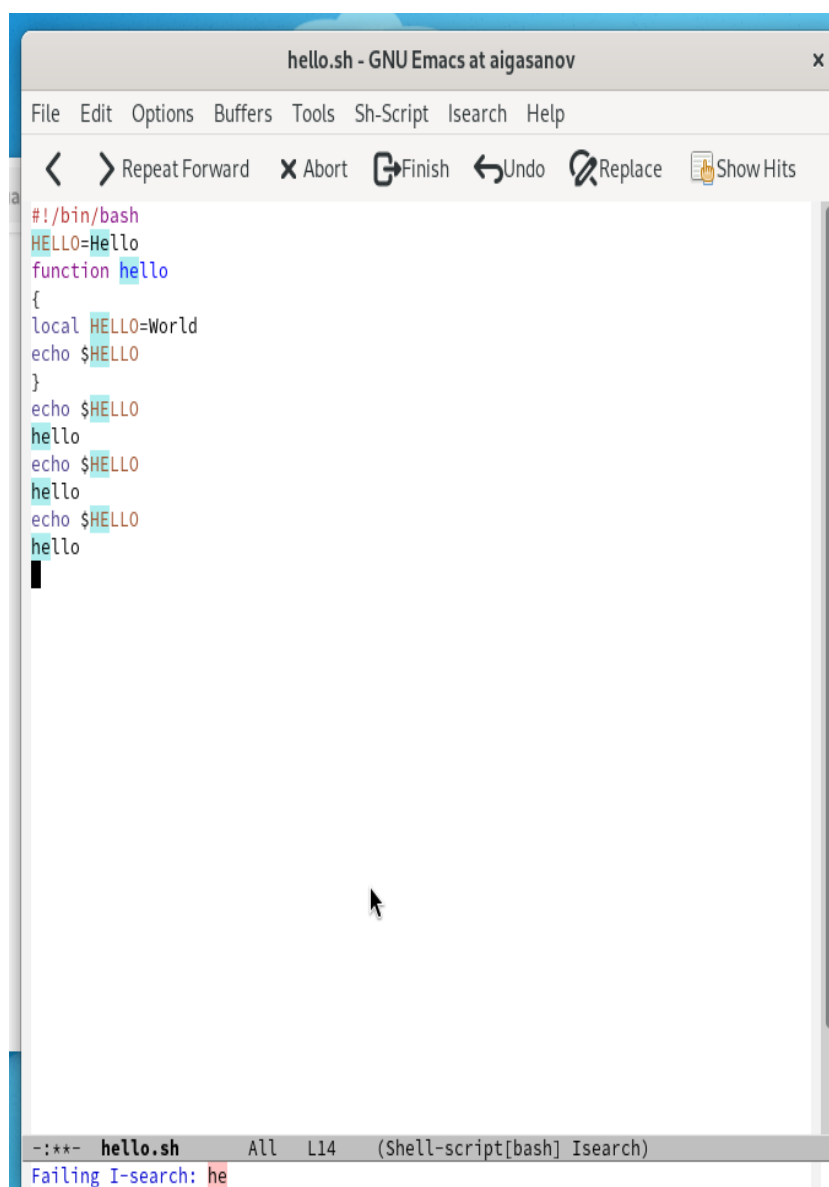 hello.sh - GNU Emacs at aigasanov
File Edit Options Buffers Tools Sh-Script Isearch Help
Repeat Forward Abort Finish Undo Replace Show Hits
#!/bin/bash
HELLO=Hello
function hello
{
local HELLO=World
echo $HELLO
}
echo $HELLO
hello
echo $HELLO
hello
echo $HELLO
hello
-:**- hello.sh All L14 (Shell-script[bash] Isearch)
Failing I-search: he